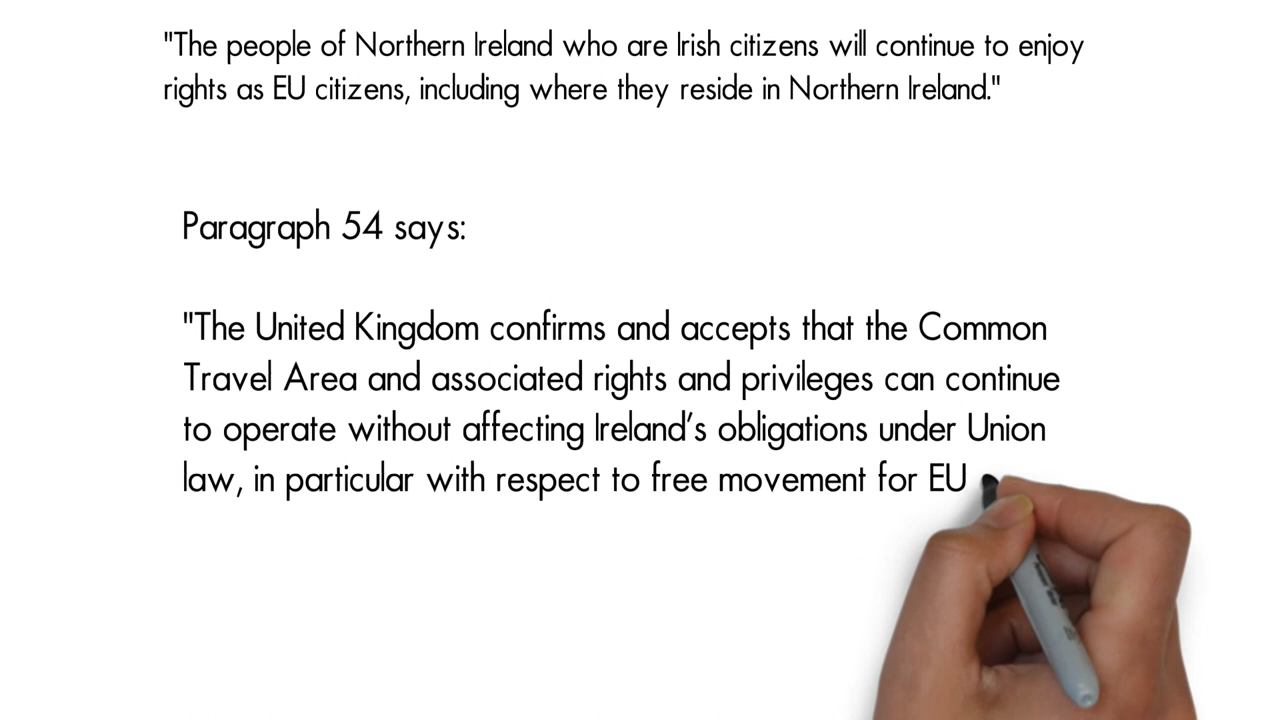 "The people of Northern Ireland who are Irish citizens will continue to enjoy
rights as EU citizens, including where they reside in Northern Ireland."
Paragraph 54 says:
"The United Kingdom confirms and accepts that the Common
Travel Area and associated rights and privileges can continue
to operate without affecting Ireland’s obligations under Union
law, in particular with respect to free movement for EU